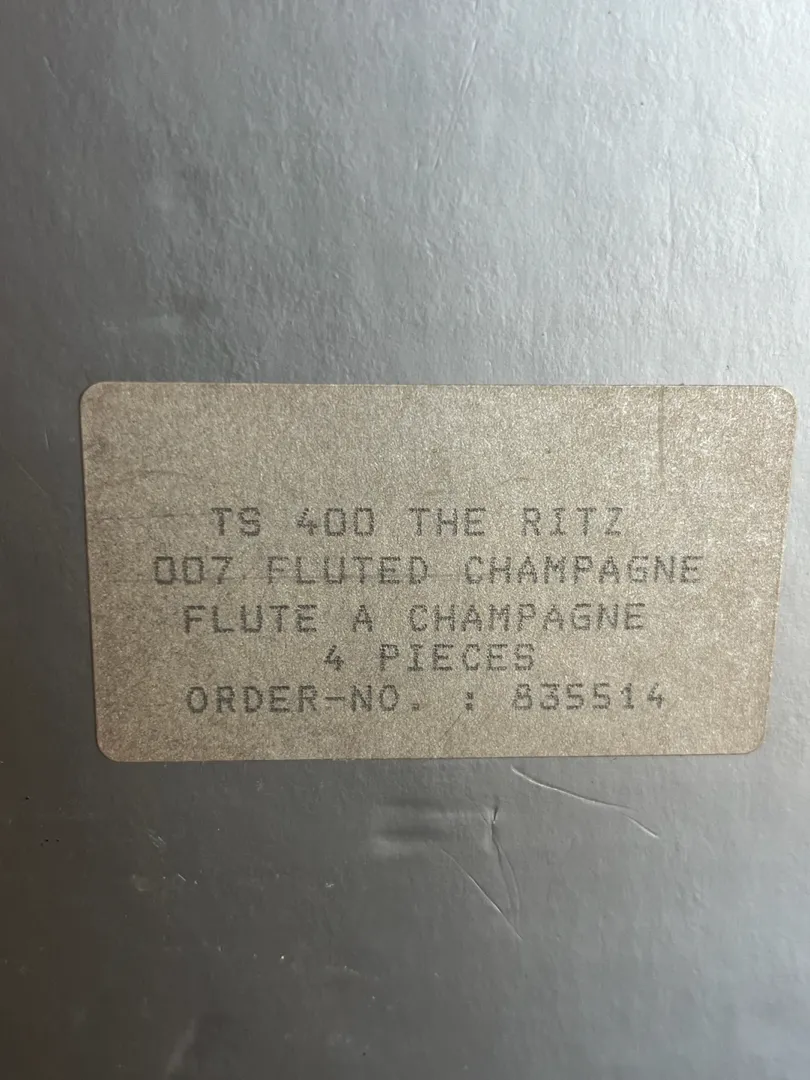 TS 400 THE RITZ
007 FLUTED CHAMPAGNE
FLUTE A CHAMPAGNE
4 PIECES
ORDER-NO. : 835514